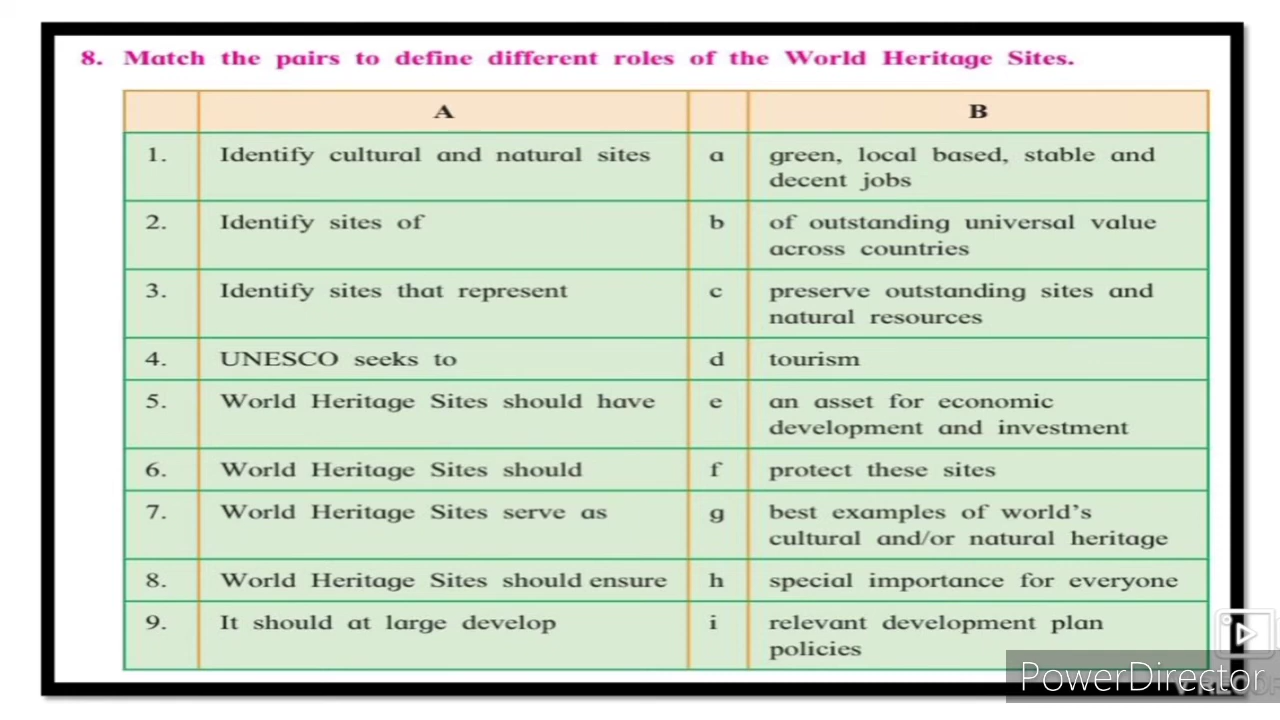 8. Match the pairs to define different roles of the World Heritage Sites.
A B
1. Identify cultural and natural sites a green, local based, stable and
decent jobs
2. Identify sites of b of outstanding universal value
across countries
3. Identify sites that represent c preserve outstanding sites and
natural resources
4. UNESCO seeks to d tourism
5. World Heritage Sites should have e an asset for economic
development and investment
6. World Heritage Sites should f protect these sites
7. World Heritage Sites serve as g best examples of world's
cultural and/or natural heritage
8. World Heritage Sites should ensure h special importance for everyone
9. It should at large develop i relevant development plan
policies
PowerDirector